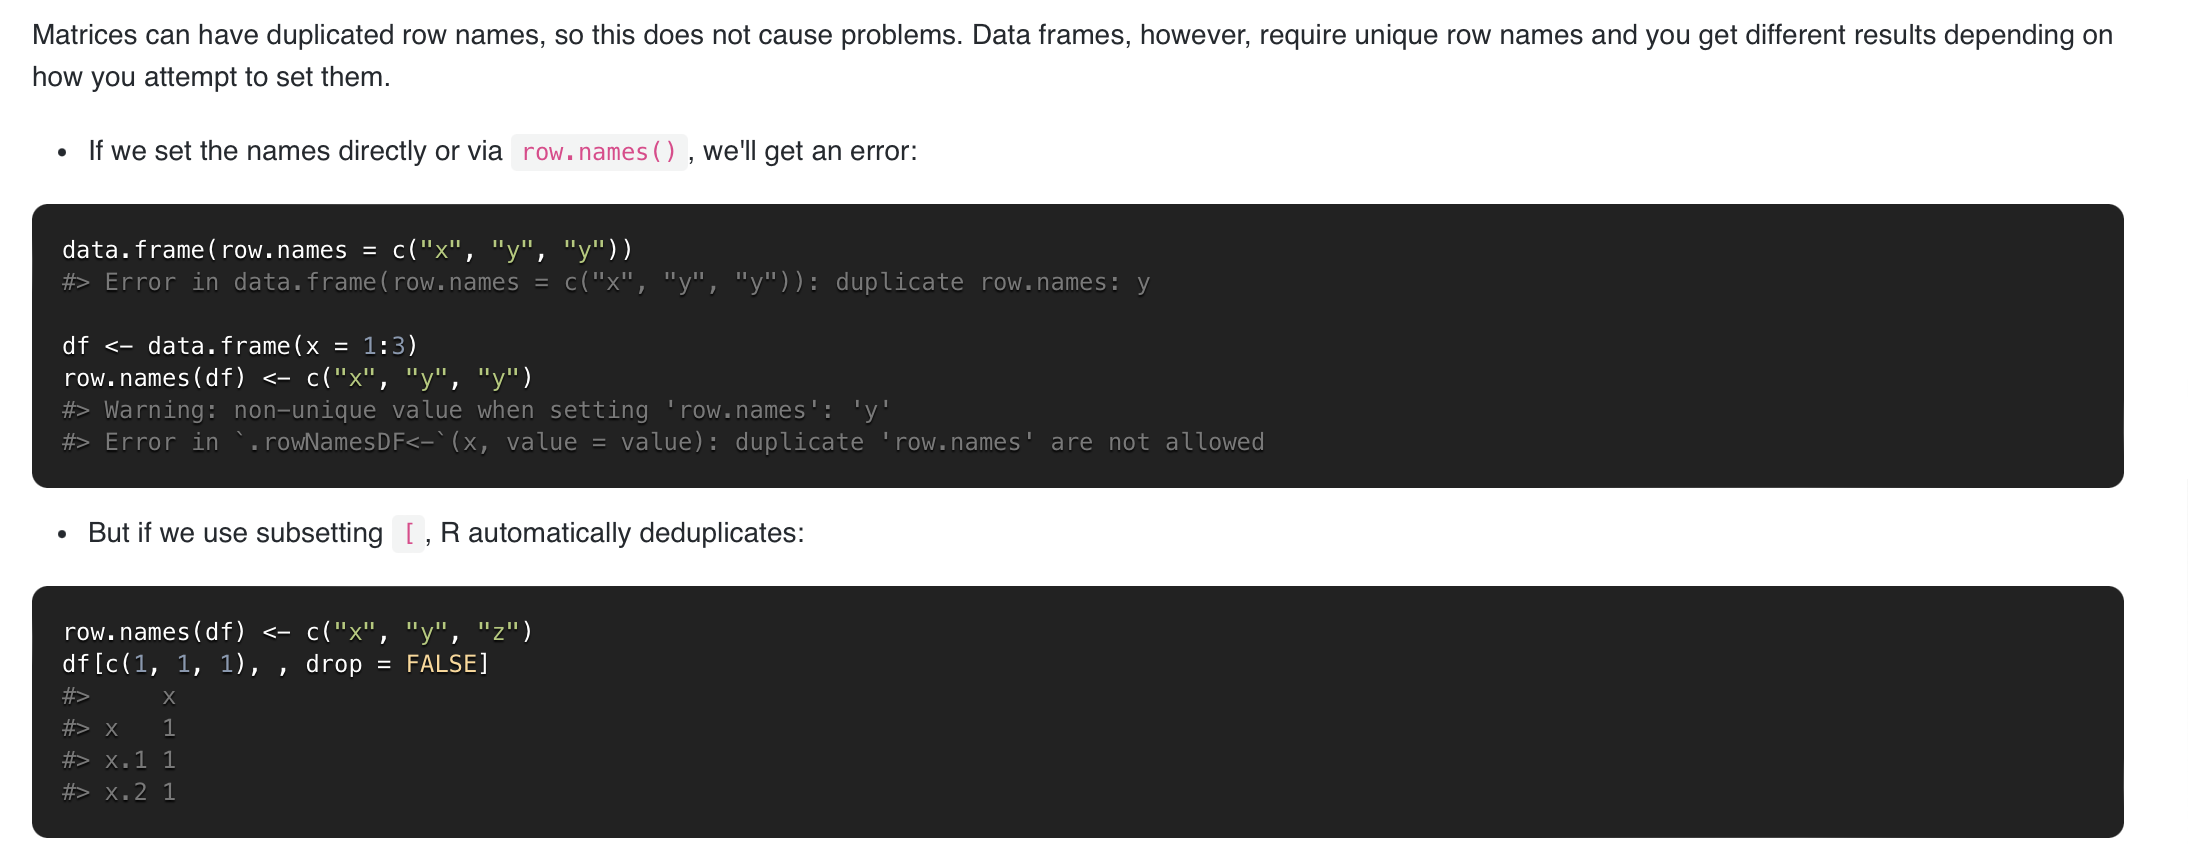 Matrices can have duplicated row names, so this does not cause problems. Data frames, however, require unique row names and you get different results depending on
how you attempt to set them.
• If we set the names directly or via row.names() , we'll get an error:
data.frame(row.names = c("x", "y", "y"))
#> Error in data.frame(row.names = c("x", "y", "y")): duplicate row.names: y
df <- data.frame(x = 1:3)
row.names(df) <- c("x", "y", "y")
#> Warning: non-unique value when setting 'row.names': 'y'
#> Error in `.rowNamesDF<-`(x, value = value): duplicate 'row.names' are not allowed
• But if we use subsetting [ , R automatically deduplicates:
row.names(df) <- c("x", "y", "z")
df[c(1, 1, 1), , drop = FALSE]
#>     x
#> x   1
#> x.1 1
#> x.2 1